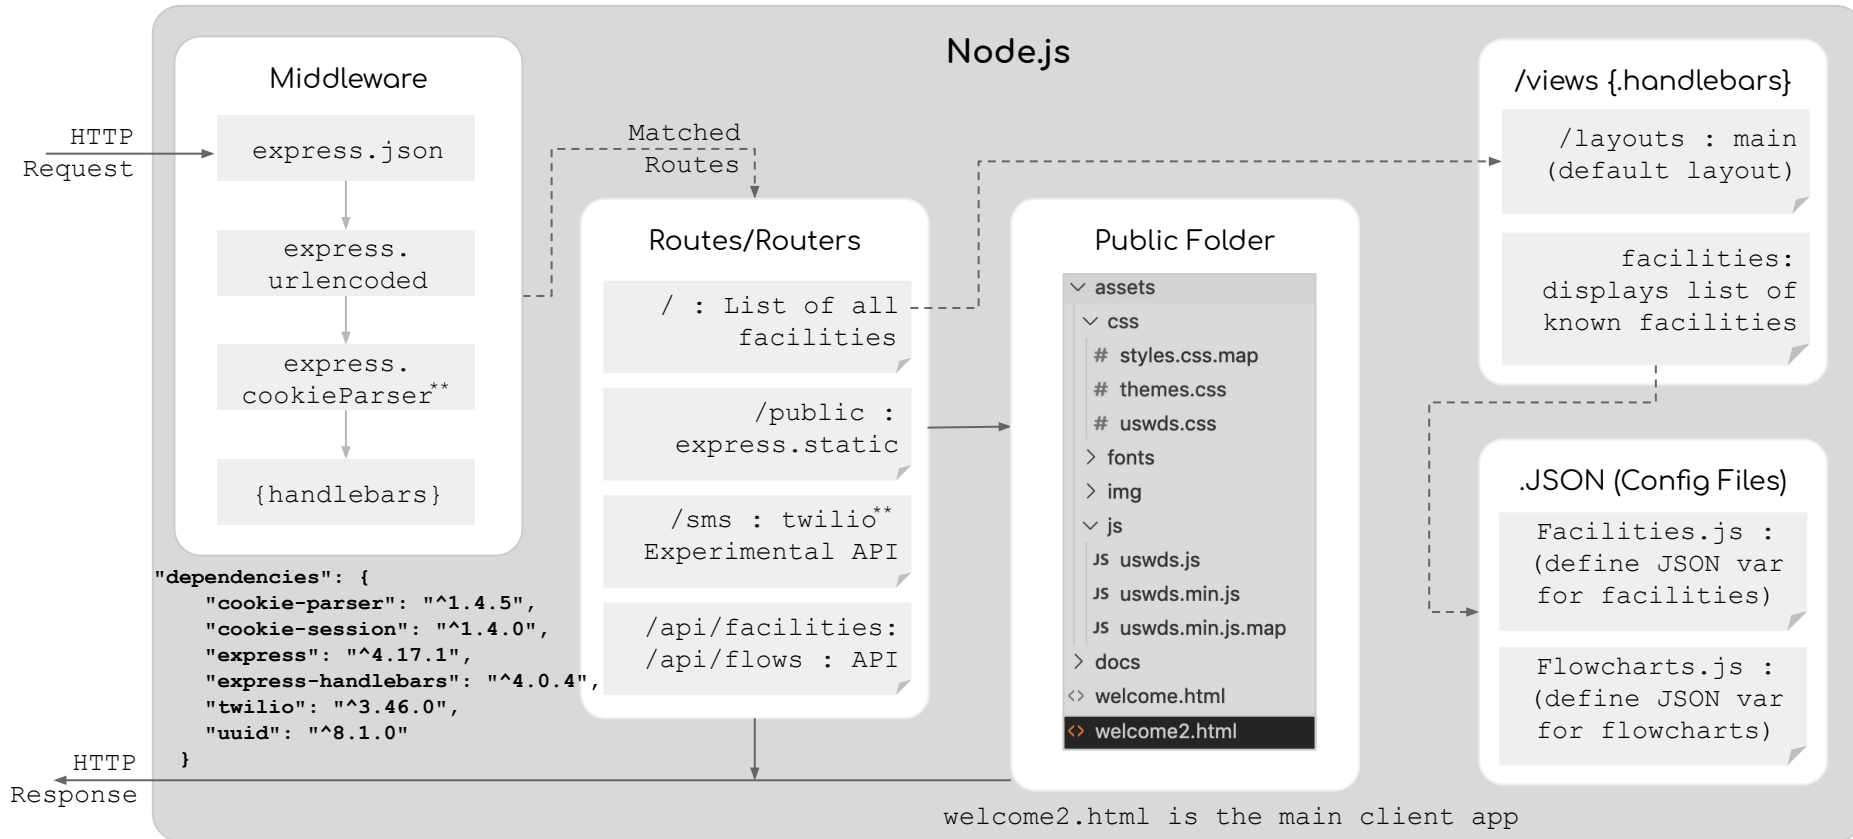 Node.js
HTTP
Request
Middleware
express.json
express.
urlencoded
express.
cookieParser**
{handlebars}
Matched
Routes
Routes/Routers
/ : List of all
facilities
/public :
express.static
/sms : twilio**
Experimental API
/api/facilities:
/api/flows : API
Public Folder
assets
css
# styles.css.map
# themes.css
# uswds.css
fonts
img
js
JS uswds.js
JS uswds.min.js
JS uswds.min.js.map
docs
<> welcome.html
<> welcome2.html
/views {.handlebars}
/layouts : main
(default layout)
facilities:
displays list of
known facilities
.JSON (Config Files)
Facilities.js :
(define JSON var
for facilities)
Flowcharts.js :
(define JSON var
for flowcharts)
"dependencies": {
"cookie-parser": "^1.4.5",
"cookie-session": "^1.4.0",
"express": "^4.17.1",
"express-handlebars": "^4.0.4",
"twilio": "^3.46.0",
"uuid": "^8.1.0"
}
HTTP
Response
welcome2.html is the main client app